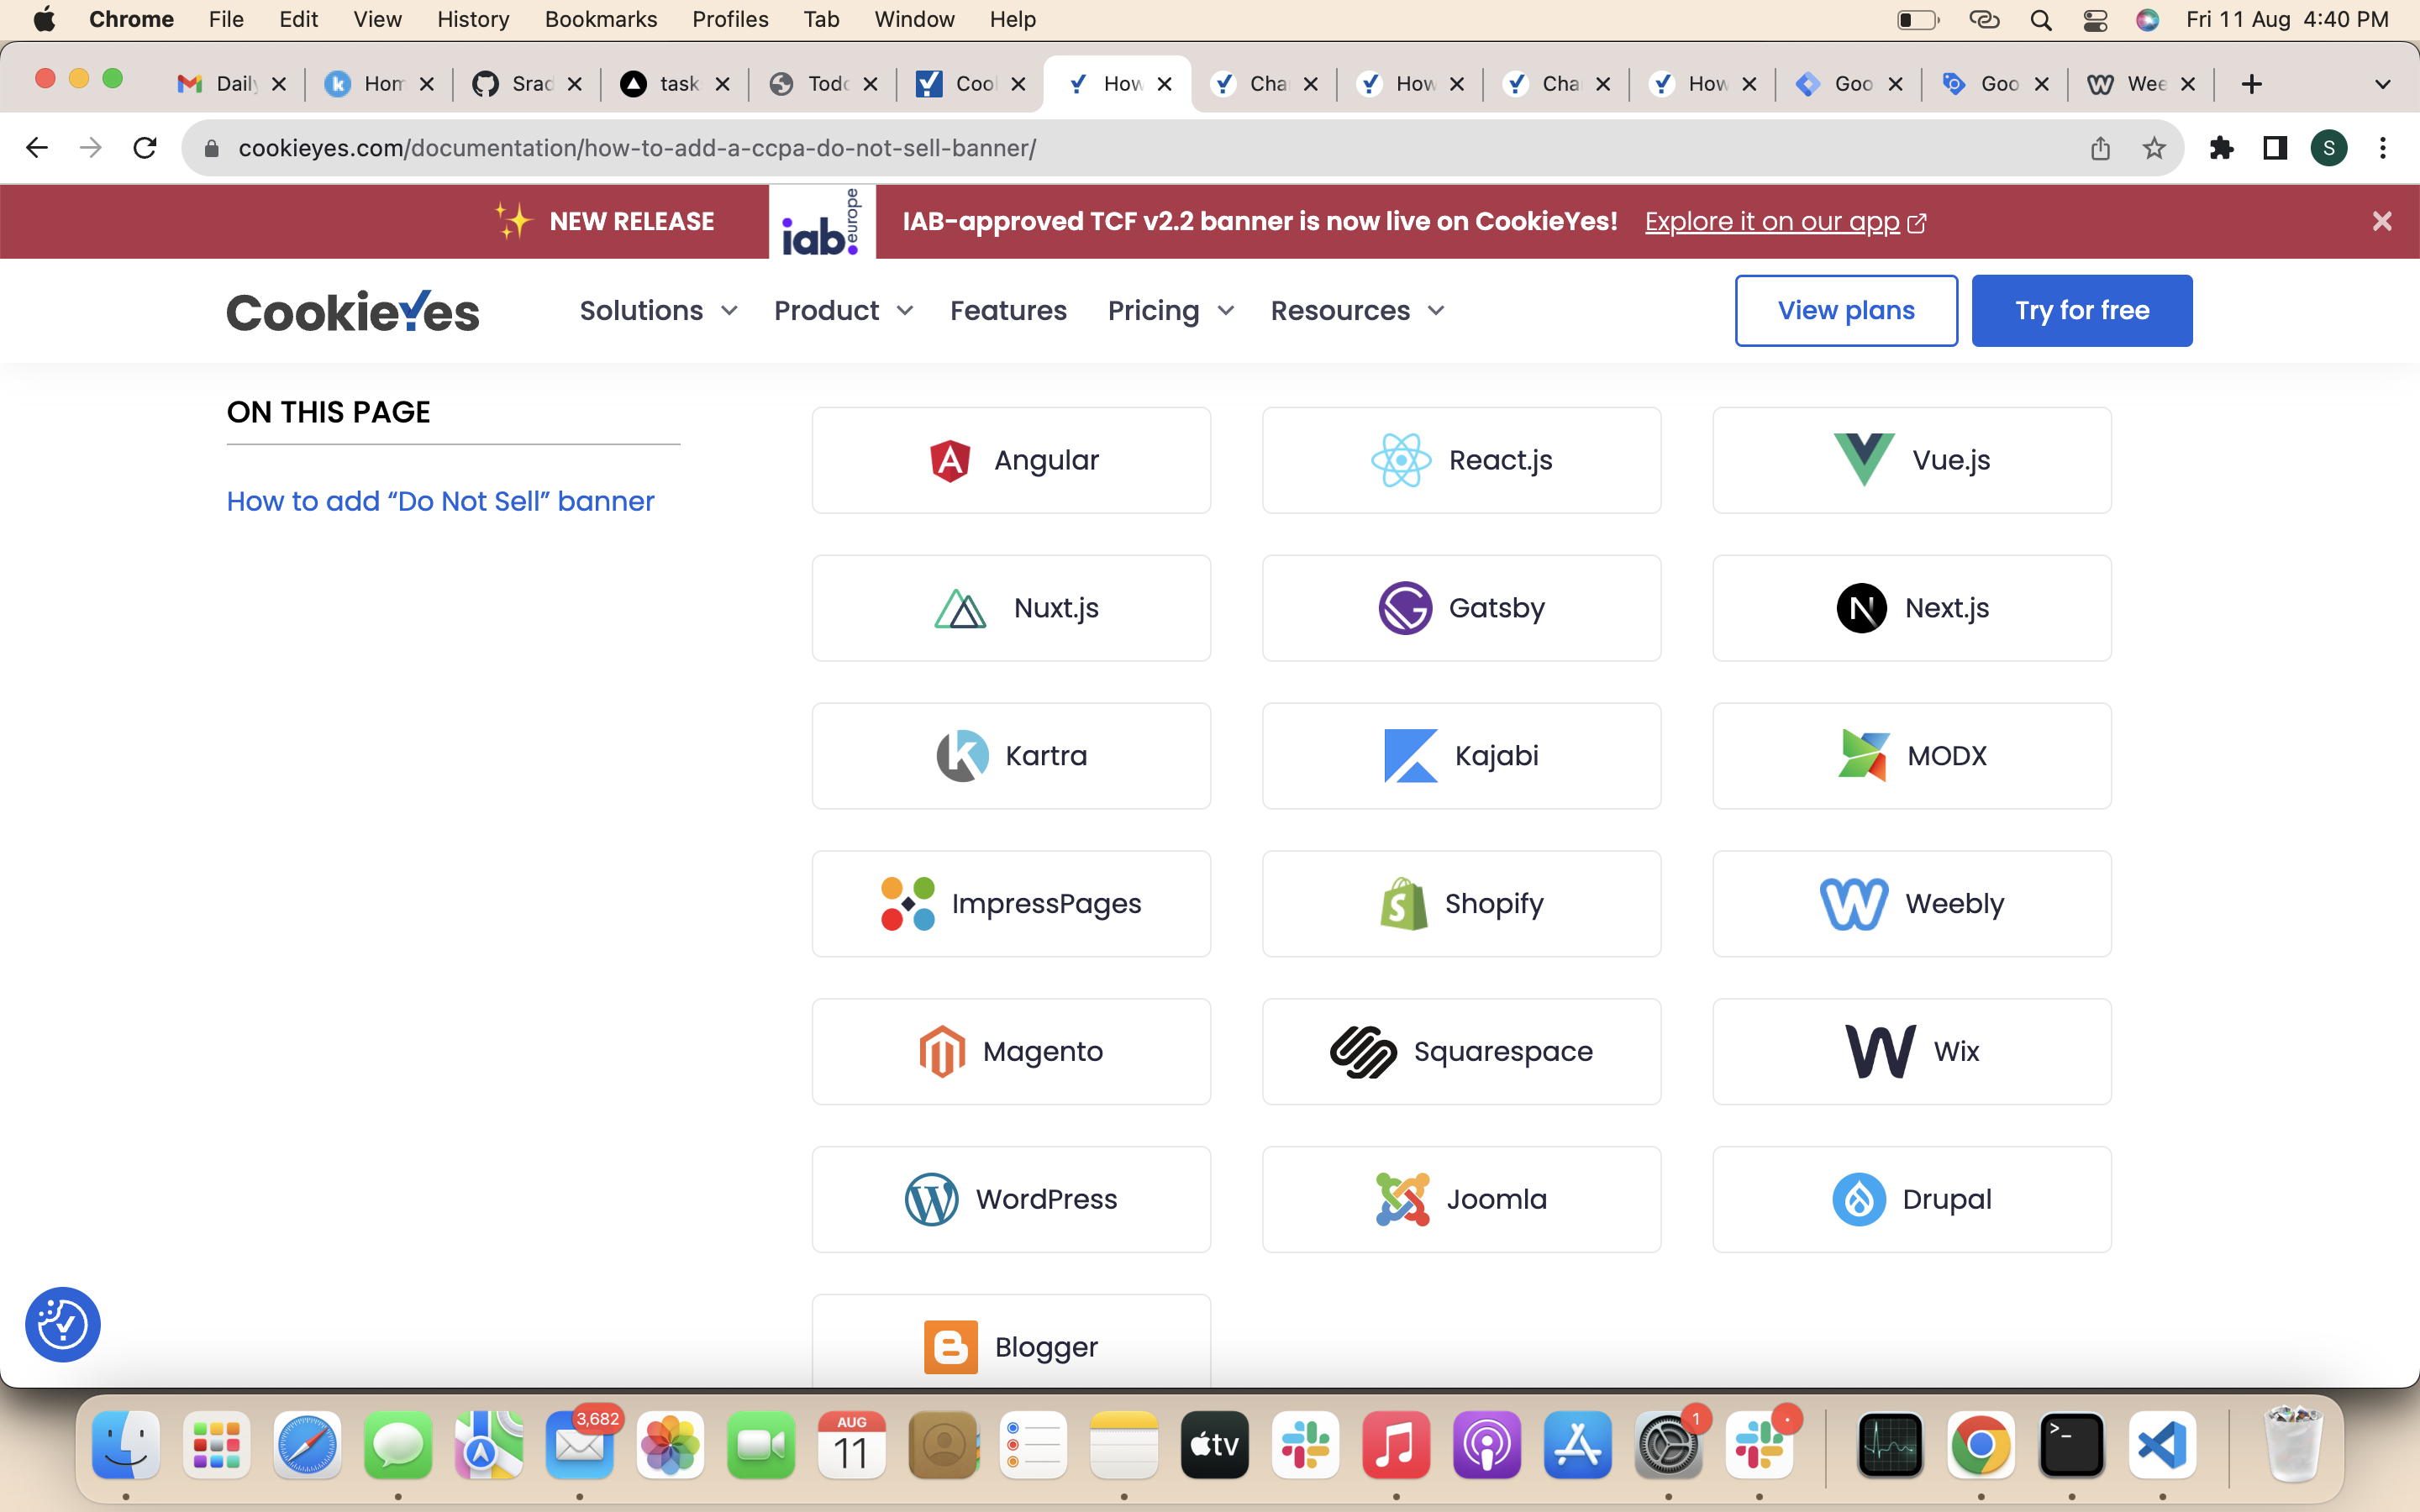 Chrome File Edit View History Bookmarks Profiles Tab Window Help Fri 11 Aug 4:40 PM
Daily Hom Srad task Todo Cool How Cha How Cha How Goo Goo Wee
cookieyes.com/documentation/how-to-add-a-ccpa-do-not-sell-banner/ S
NEW RELEASE iab. europe IAB-approved TCF v2.2 banner is now live on CookieYes! Explore it on our app
CookieYes Solutions Product Features Pricing Resources View plans Try for free
ON THIS PAGE
How to add “Do Not Sell” banner
Angular React.js Vue.js
Nuxt.js Gatsby Next.js
Kartra Kajabi MODX
ImpressPages Shopify Weebly
Magento Squarespace Wix
WordPress Joomla Drupal
Blogger
3,682 AUG 11 tv 1